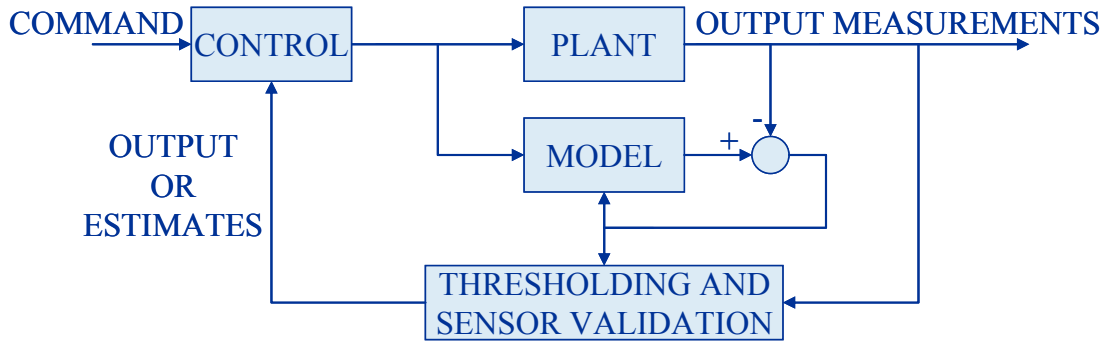 COMMAND
CONTROL
PLANT
OUTPUT MEASUREMENTS
-
+
MODEL
OUTPUT
OR
ESTIMATES
THRESHOLDING AND
SENSOR VALIDATION